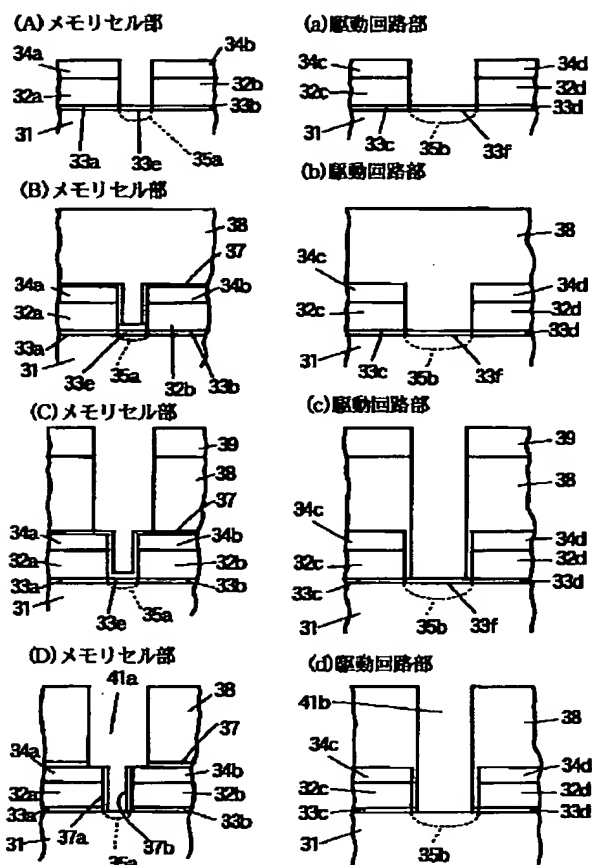 (A)メモリセル部
34a
34b
32a
32b
33b
31
33a
33e
35a
(a)駆動回路部
34c
34d
32c
32d
33d
31
33c
35b
33f
(B)メモリセル部
38
37
34a
34b
32a
33a
31
33e
35a
32b
33b
(b)駆動回路部
38
34c
34d
32c
32d
33d
31
33c
35b
33f
(C)メモリセル部
39
38
37
34a
34b
32a
32b
33a
33b
31
33e
35a
(c)駆動回路部
39
38
34c
34d
32c
32d
33c
33d
31
35b
33f
(D)メモリセル部
41a
38
37
34a
34b
32a
32b
33a
33b
31
37a
37b
35a
(d)駆動回路部
41b
38
34c
34d
32c
32d
33c
33d
31
35b